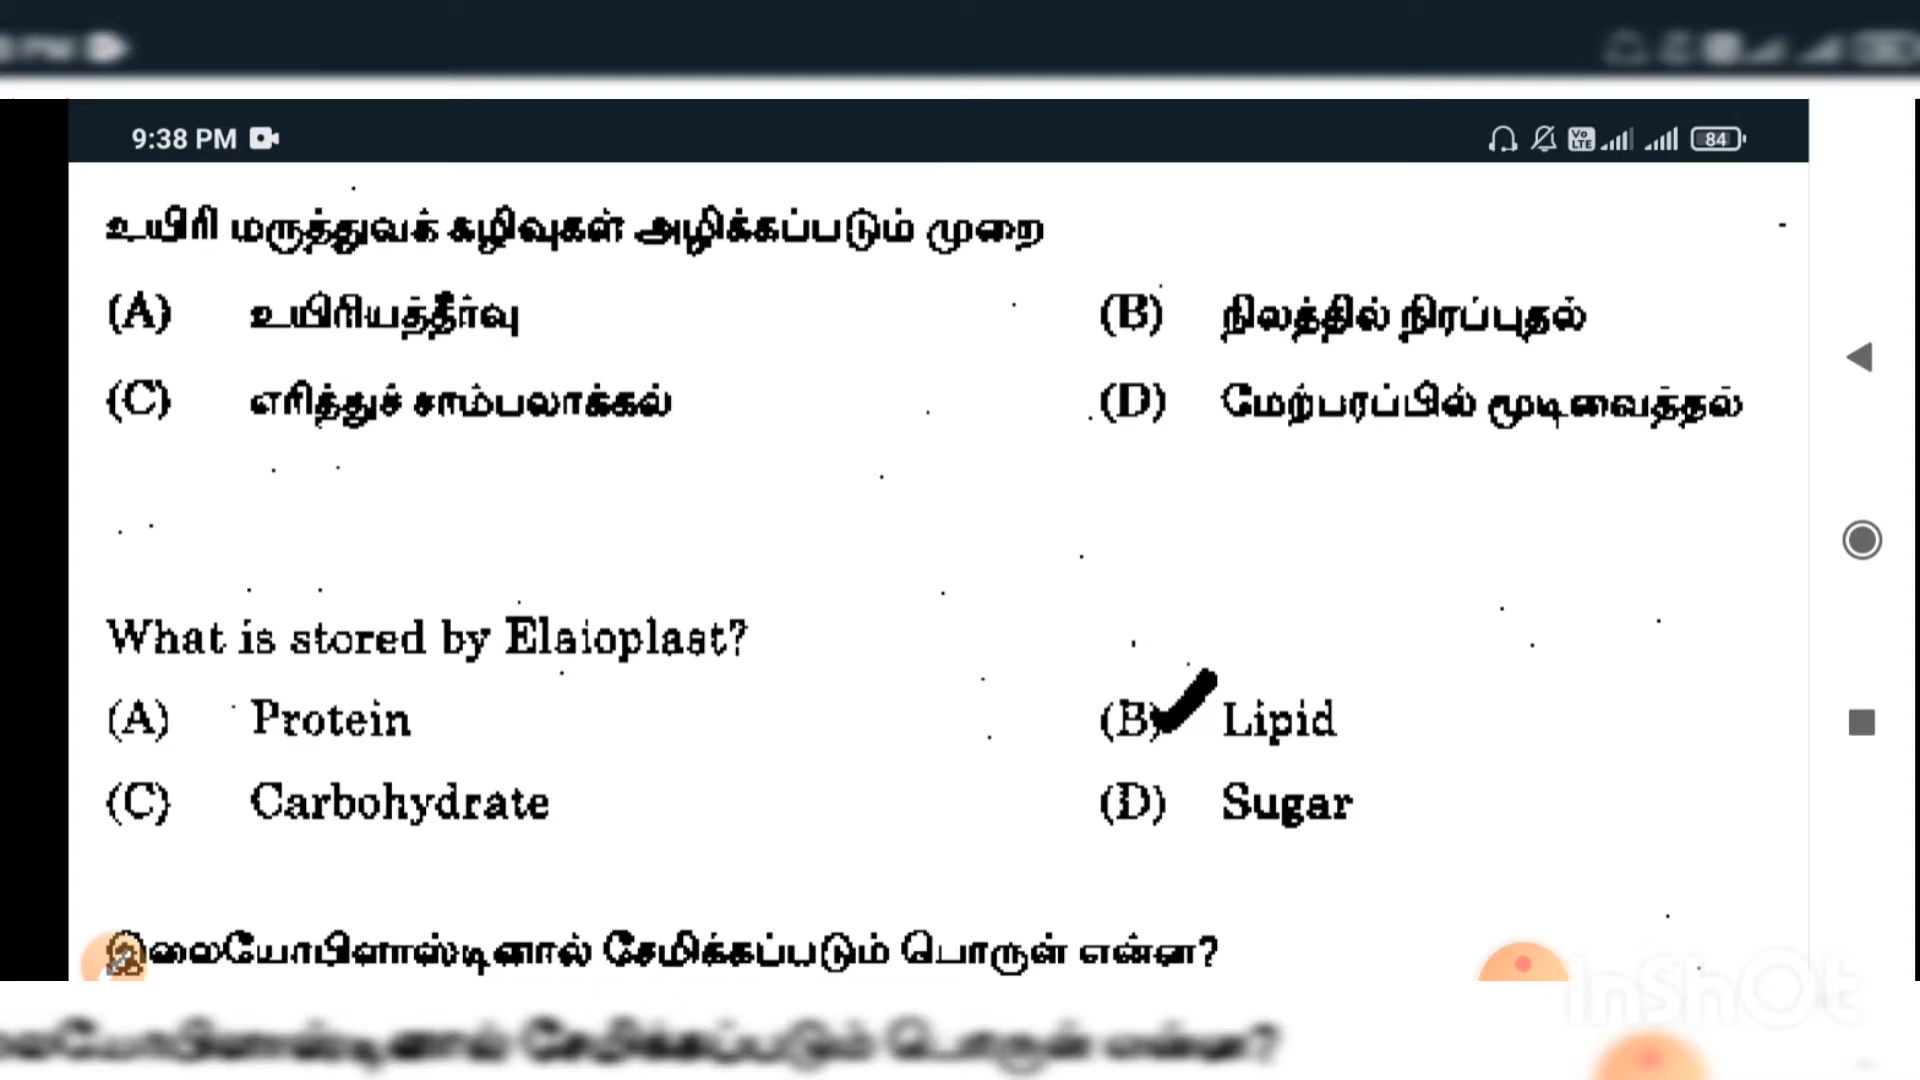 9:38 PM
84
உயிரி மருத்துவக் கழிவுகள் அழிக்கப்படும் முறை
(A) உயிரியத்தீர்வு (B) நிலத்தில் நிரப்புதல்
(C) எரித்துச் சாம்பலாக்கல் (D) மேற்பரப்பில் மூடிவைத்தல்
What is stored by Elaioplast?
(A) Protein (B) Lipid
(C) Carbohydrate (D) Sugar
இலையோபிளாஸ்டினால் சேமிக்கப்படும் பொருள் என்ன?
InShOt